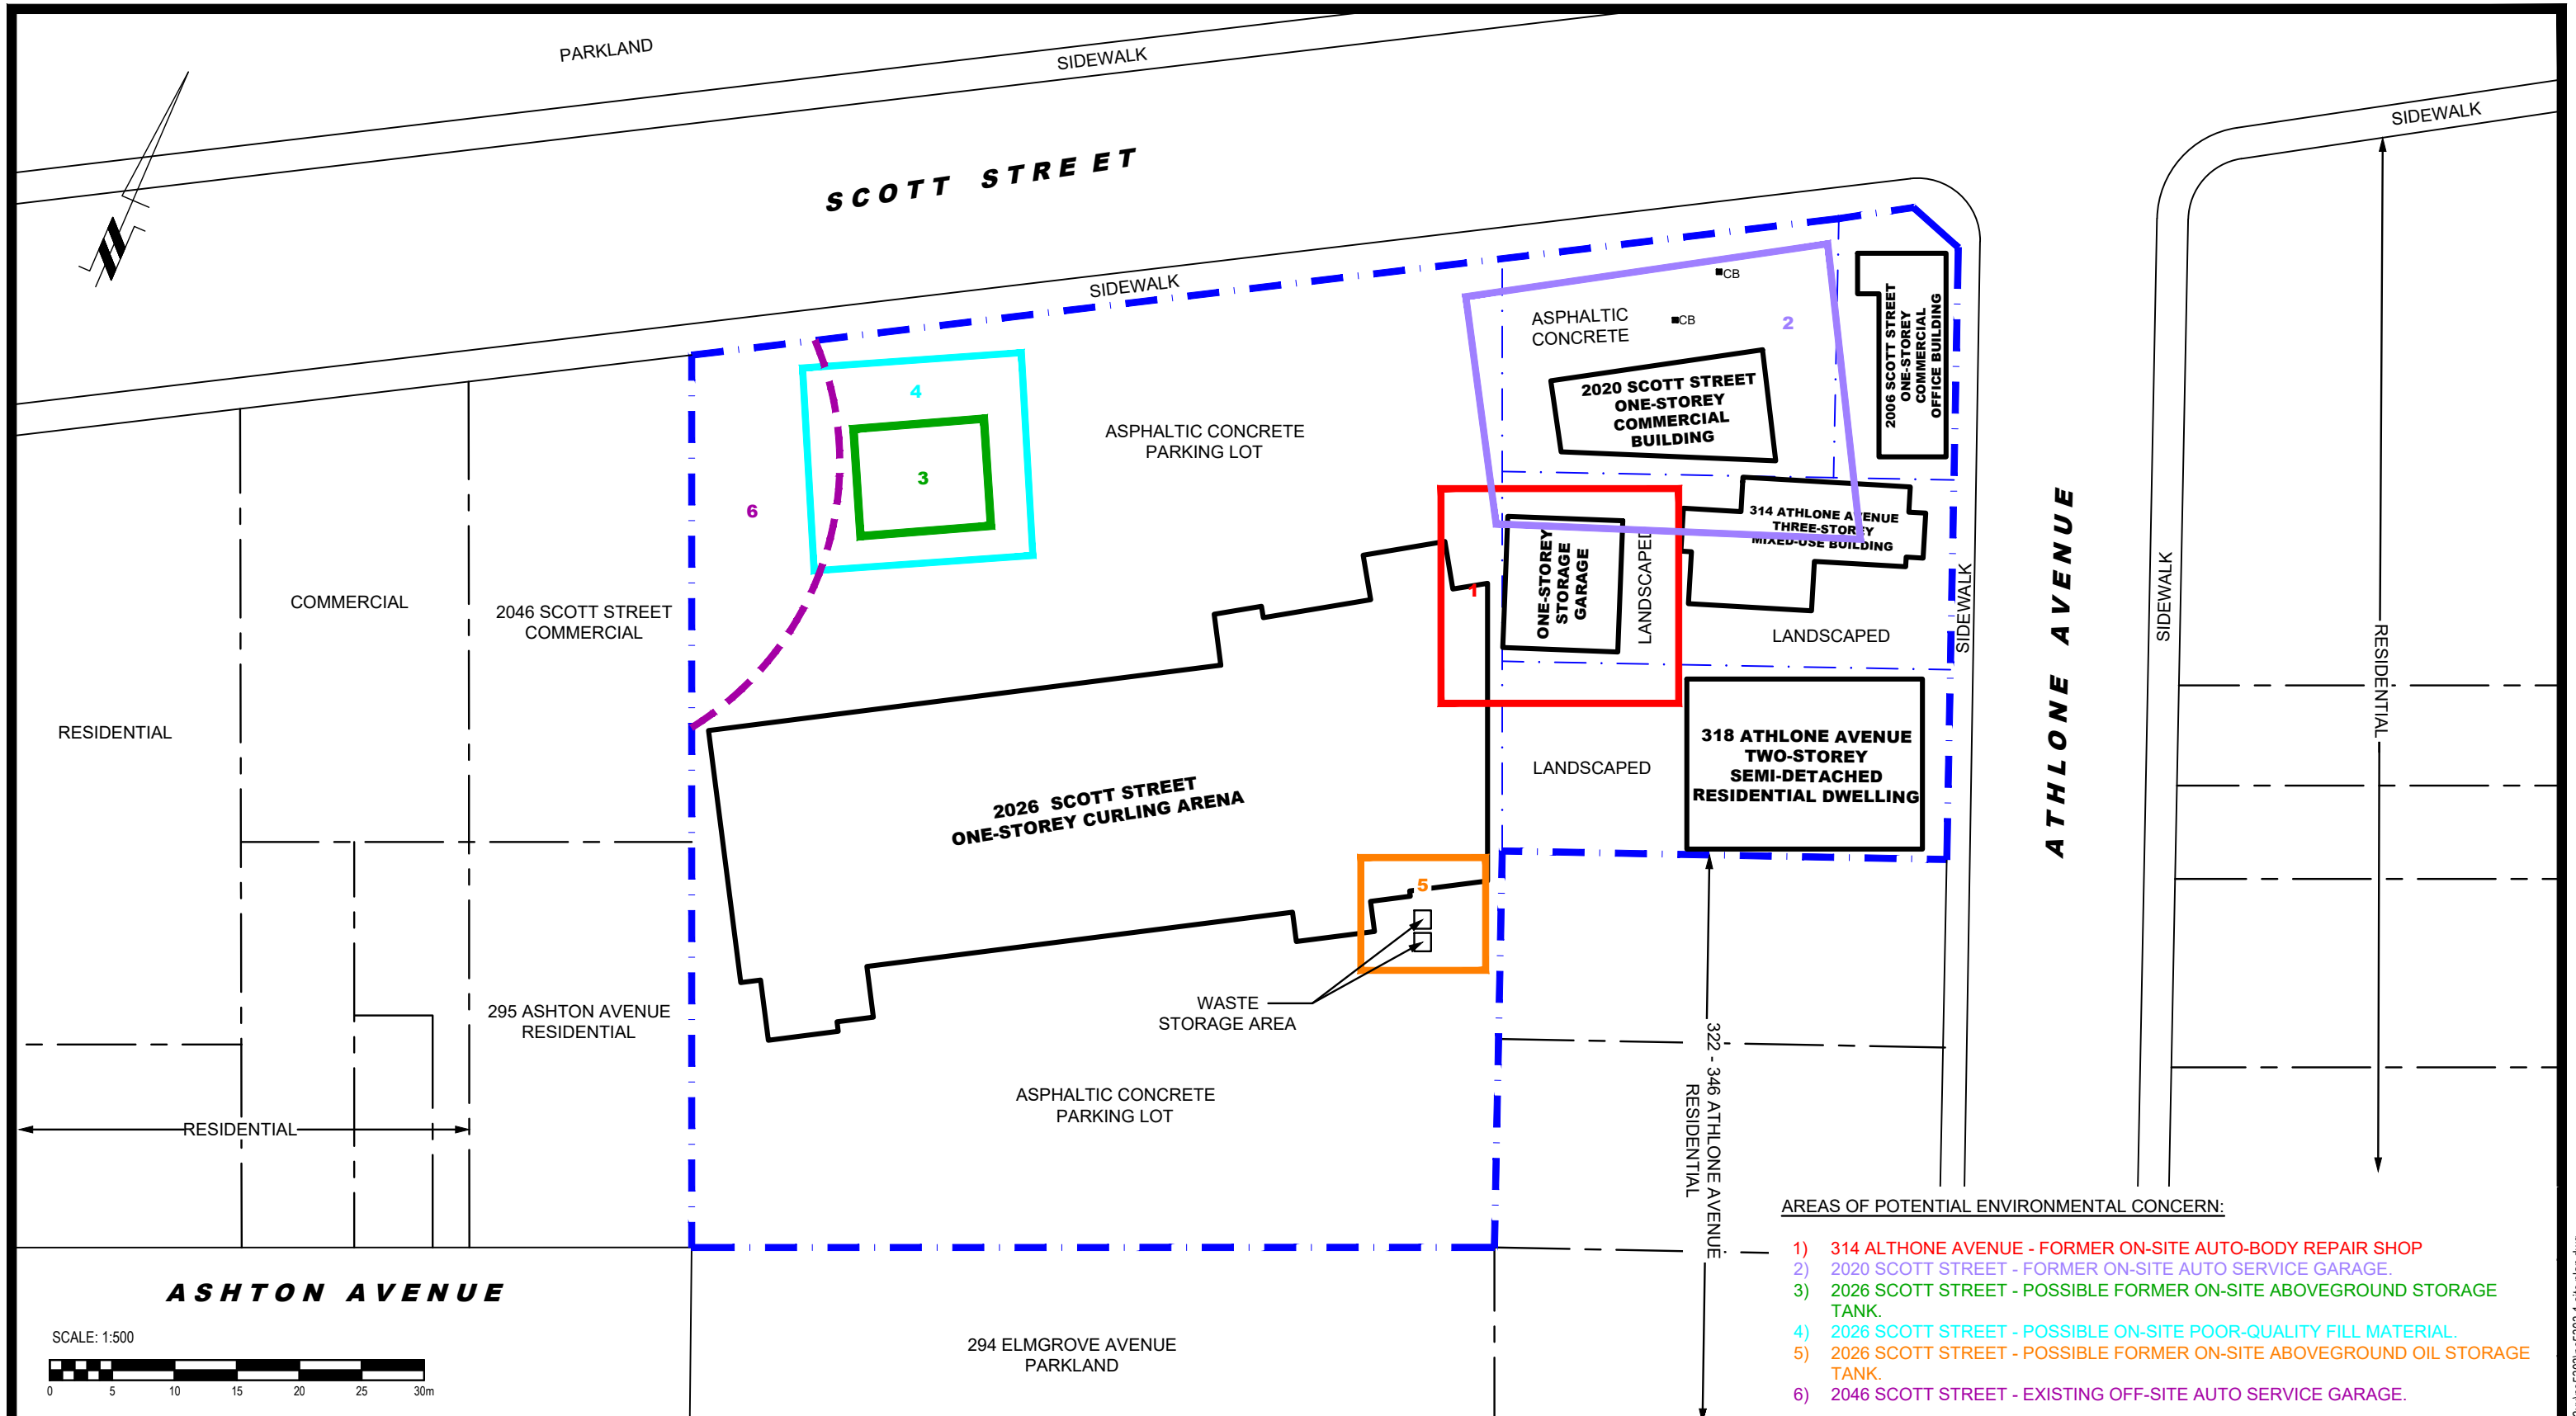 PARKLAND
SIDEWALK
SIDEWALK
SCOTT STREET
SIDEWALK
CB
CB
ASPHALTIC
CONCRETE
2
2006 SCOTT STREET
ONE-STOREY
COMMERCIAL
OFFICE BUILDING
2020 SCOTT STREET
ONE-STOREY
COMMERCIAL
BUILDING
4
3
6
ASPHALTIC CONCRETE
PARKING LOT
314 ATHLONE AVENUE
THREE-STOREY
MIXED-USE BUILDING
1
ONE-STOREY
STORAGE
GARAGE
LANDSCAPED
LANDSCAPED
SIDEWALK
ATHLONE AVENUE
SIDEWALK
RESIDENTIAL
COMMERCIAL
2046 SCOTT STREET
COMMERCIAL
RESIDENTIAL
318 ATHLONE AVENUE
TWO-STOREY
SEMI-DETACHED
RESIDENTIAL DWELLING
LANDSCAPED
2026 SCOTT STREET
ONE-STOREY CURLING ARENA
5
WASTE
STORAGE AREA
295 ASHTON AVENUE
RESIDENTIAL
322 - 346 ATHLONE AVENUE
RESIDENTIAL
ASPHALTIC CONCRETE
PARKING LOT
RESIDENTIAL
ASHTON AVENUE
SCALE: 1:500
0 5 10 15 20 25 30m
294 ELMGROVE AVENUE
PARKLAND
AREAS OF POTENTIAL ENVIRONMENTAL CONCERN:
1) 314 ALTHONE AVENUE - FORMER ON-SITE AUTO-BODY REPAIR SHOP
2) 2020 SCOTT STREET - FORMER ON-SITE AUTO SERVICE GARAGE.
3) 2026 SCOTT STREET - POSSIBLE FORMER ON-SITE ABOVEGROUND STORAGE
TANK.
4) 2026 SCOTT STREET - POSSIBLE ON-SITE POOR-QUALITY FILL MATERIAL.
5) 2026 SCOTT STREET - POSSIBLE FORMER ON-SITE ABOVEGROUND OIL STORAGE
TANK.
6) 2046 SCOTT STREET - EXISTING OFF-SITE AUTO SERVICE GARAGE.